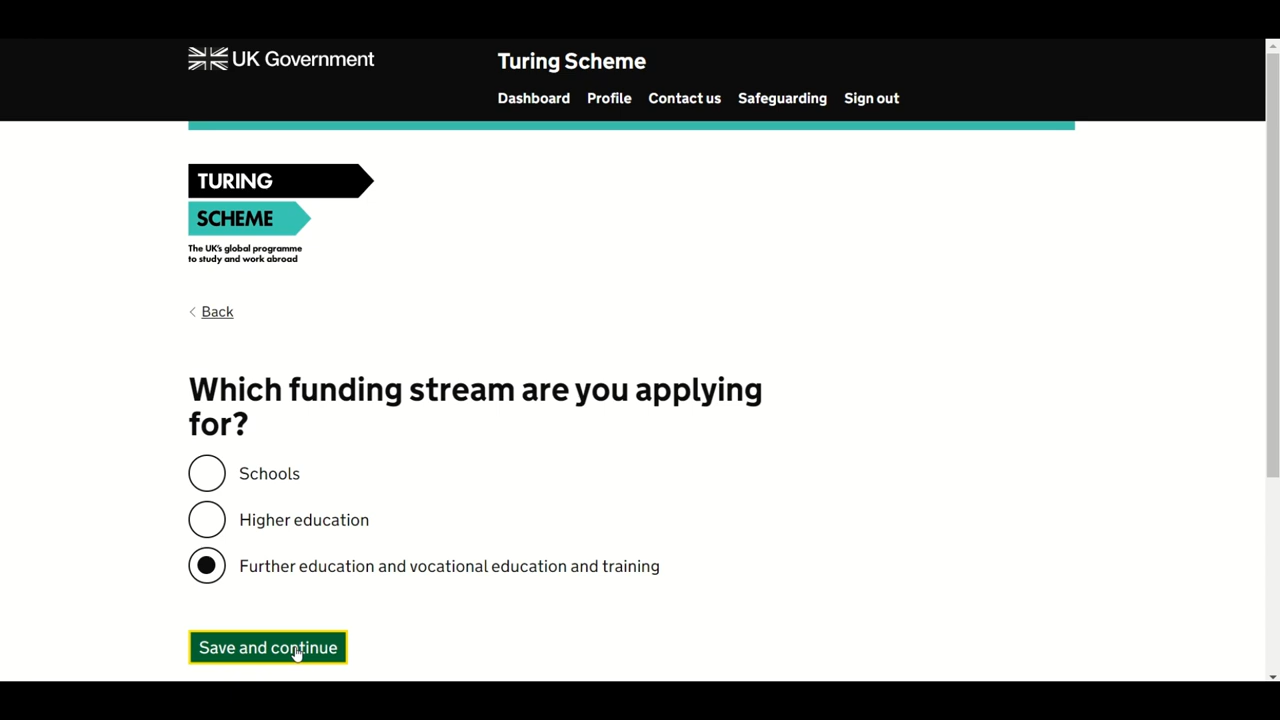 UK Government
Turing Scheme
Dashboard Profile Contact us Safeguarding Sign out
TURING
SCHEME
The UK's global programme
to study and work abroad
Back
Which funding stream are you applying
for?
Schools
Higher education
Further education and vocational education and training
Save and continue